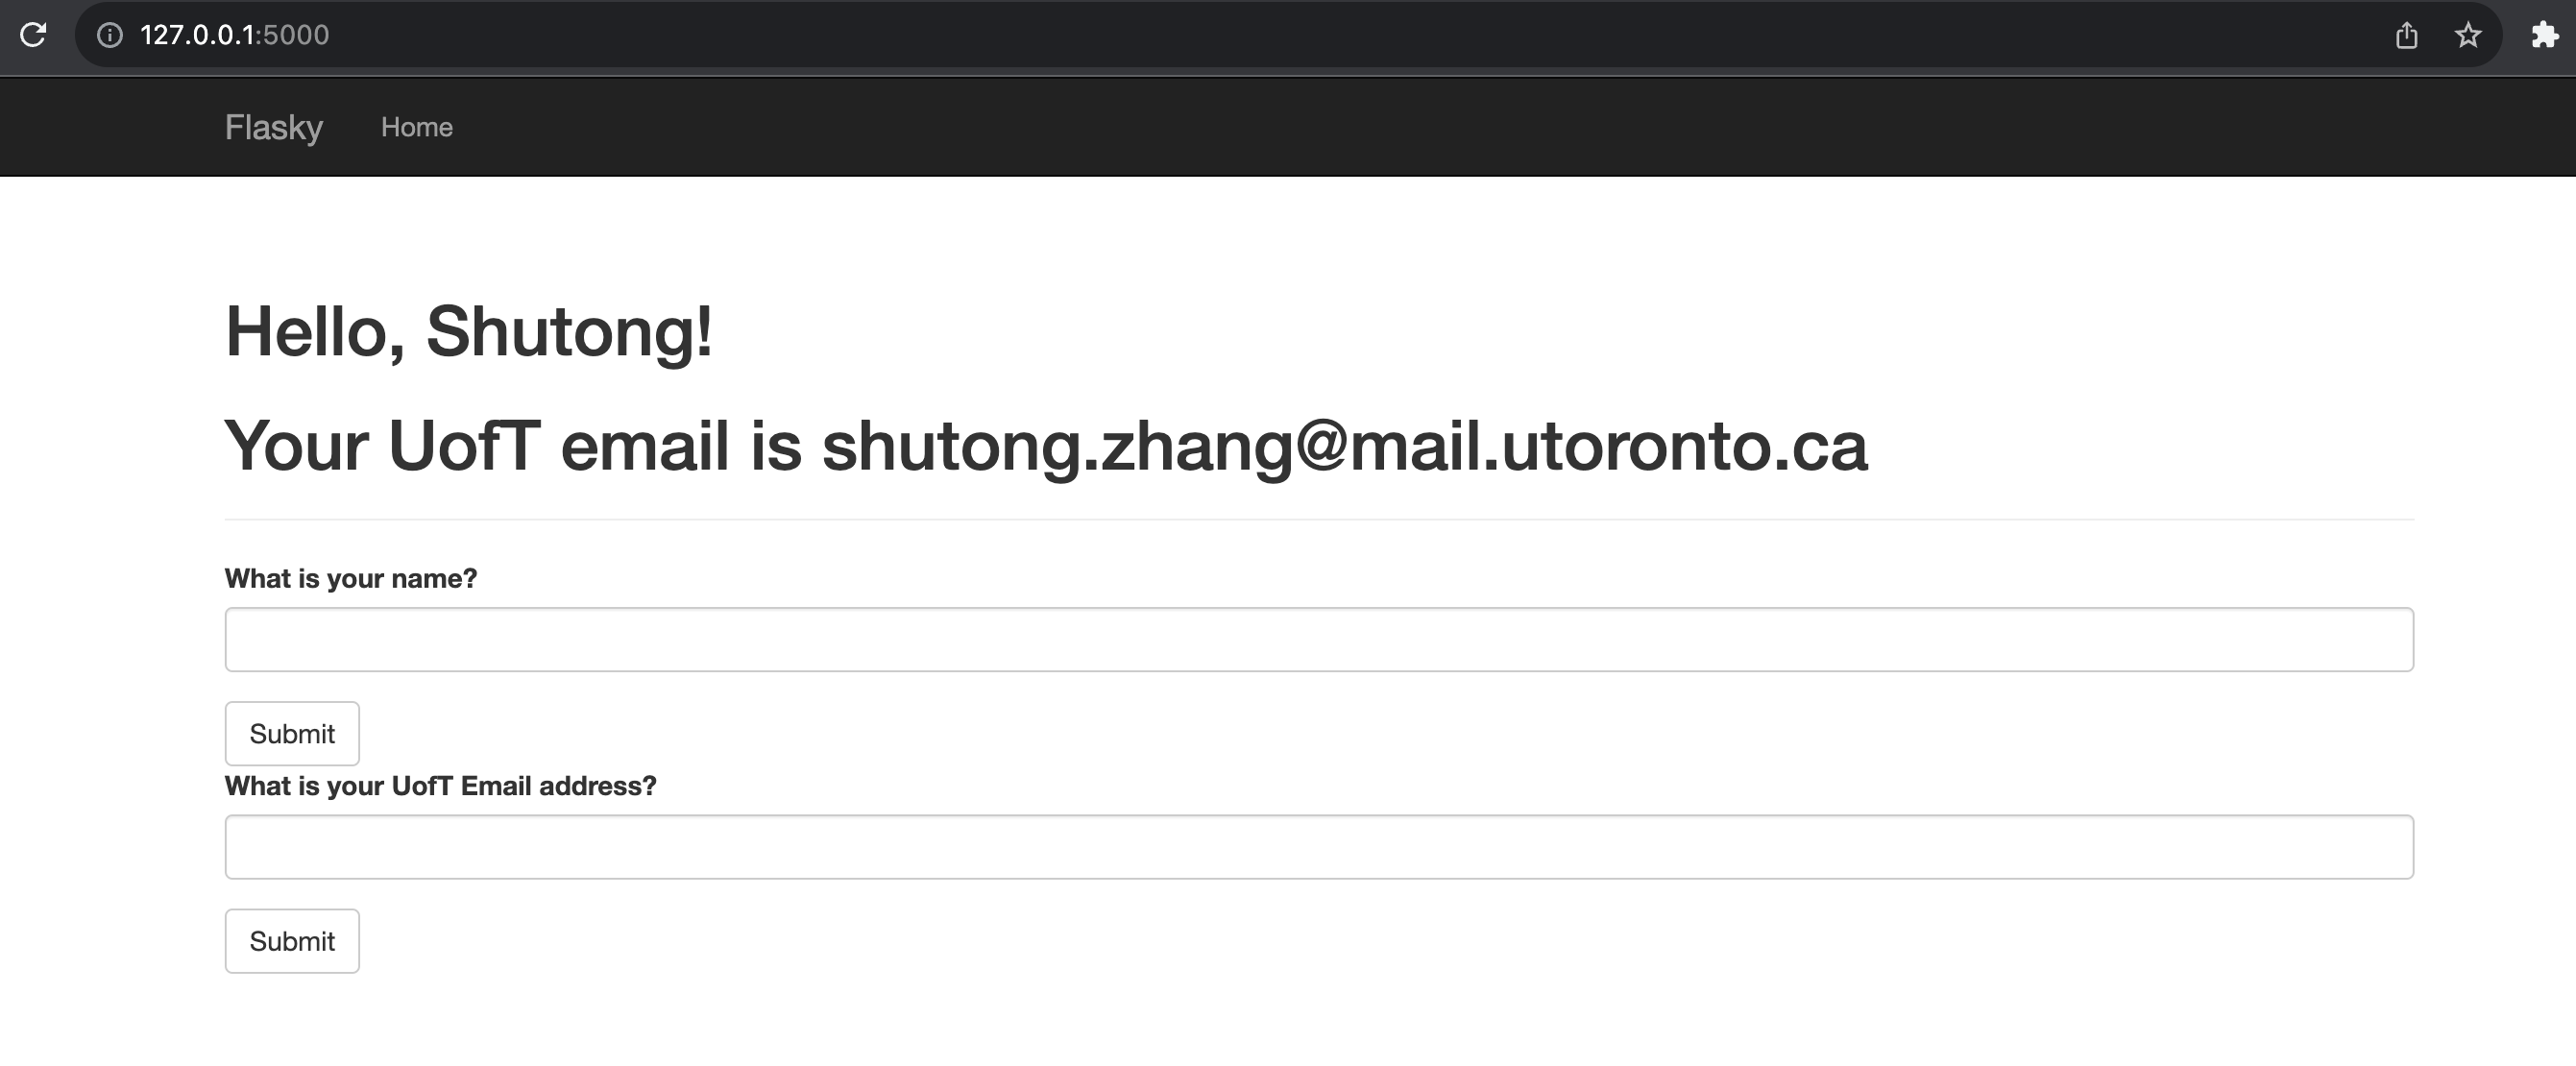 127.0.0.1:5000
Flasky Home
Hello, Shutong!
Your UofT email is shutong.zhang@mail.utoronto.ca
What is your name?
Submit
What is your UofT Email address?
Submit